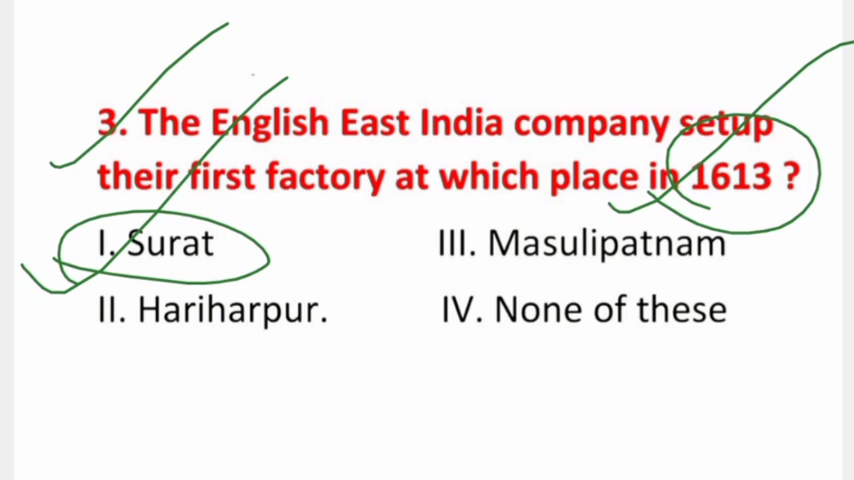 3. The English East India company setup
their first factory at which place in 1613 ?
I. Surat
III. Masulipatnam
II. Hariharpur.
IV. None of these